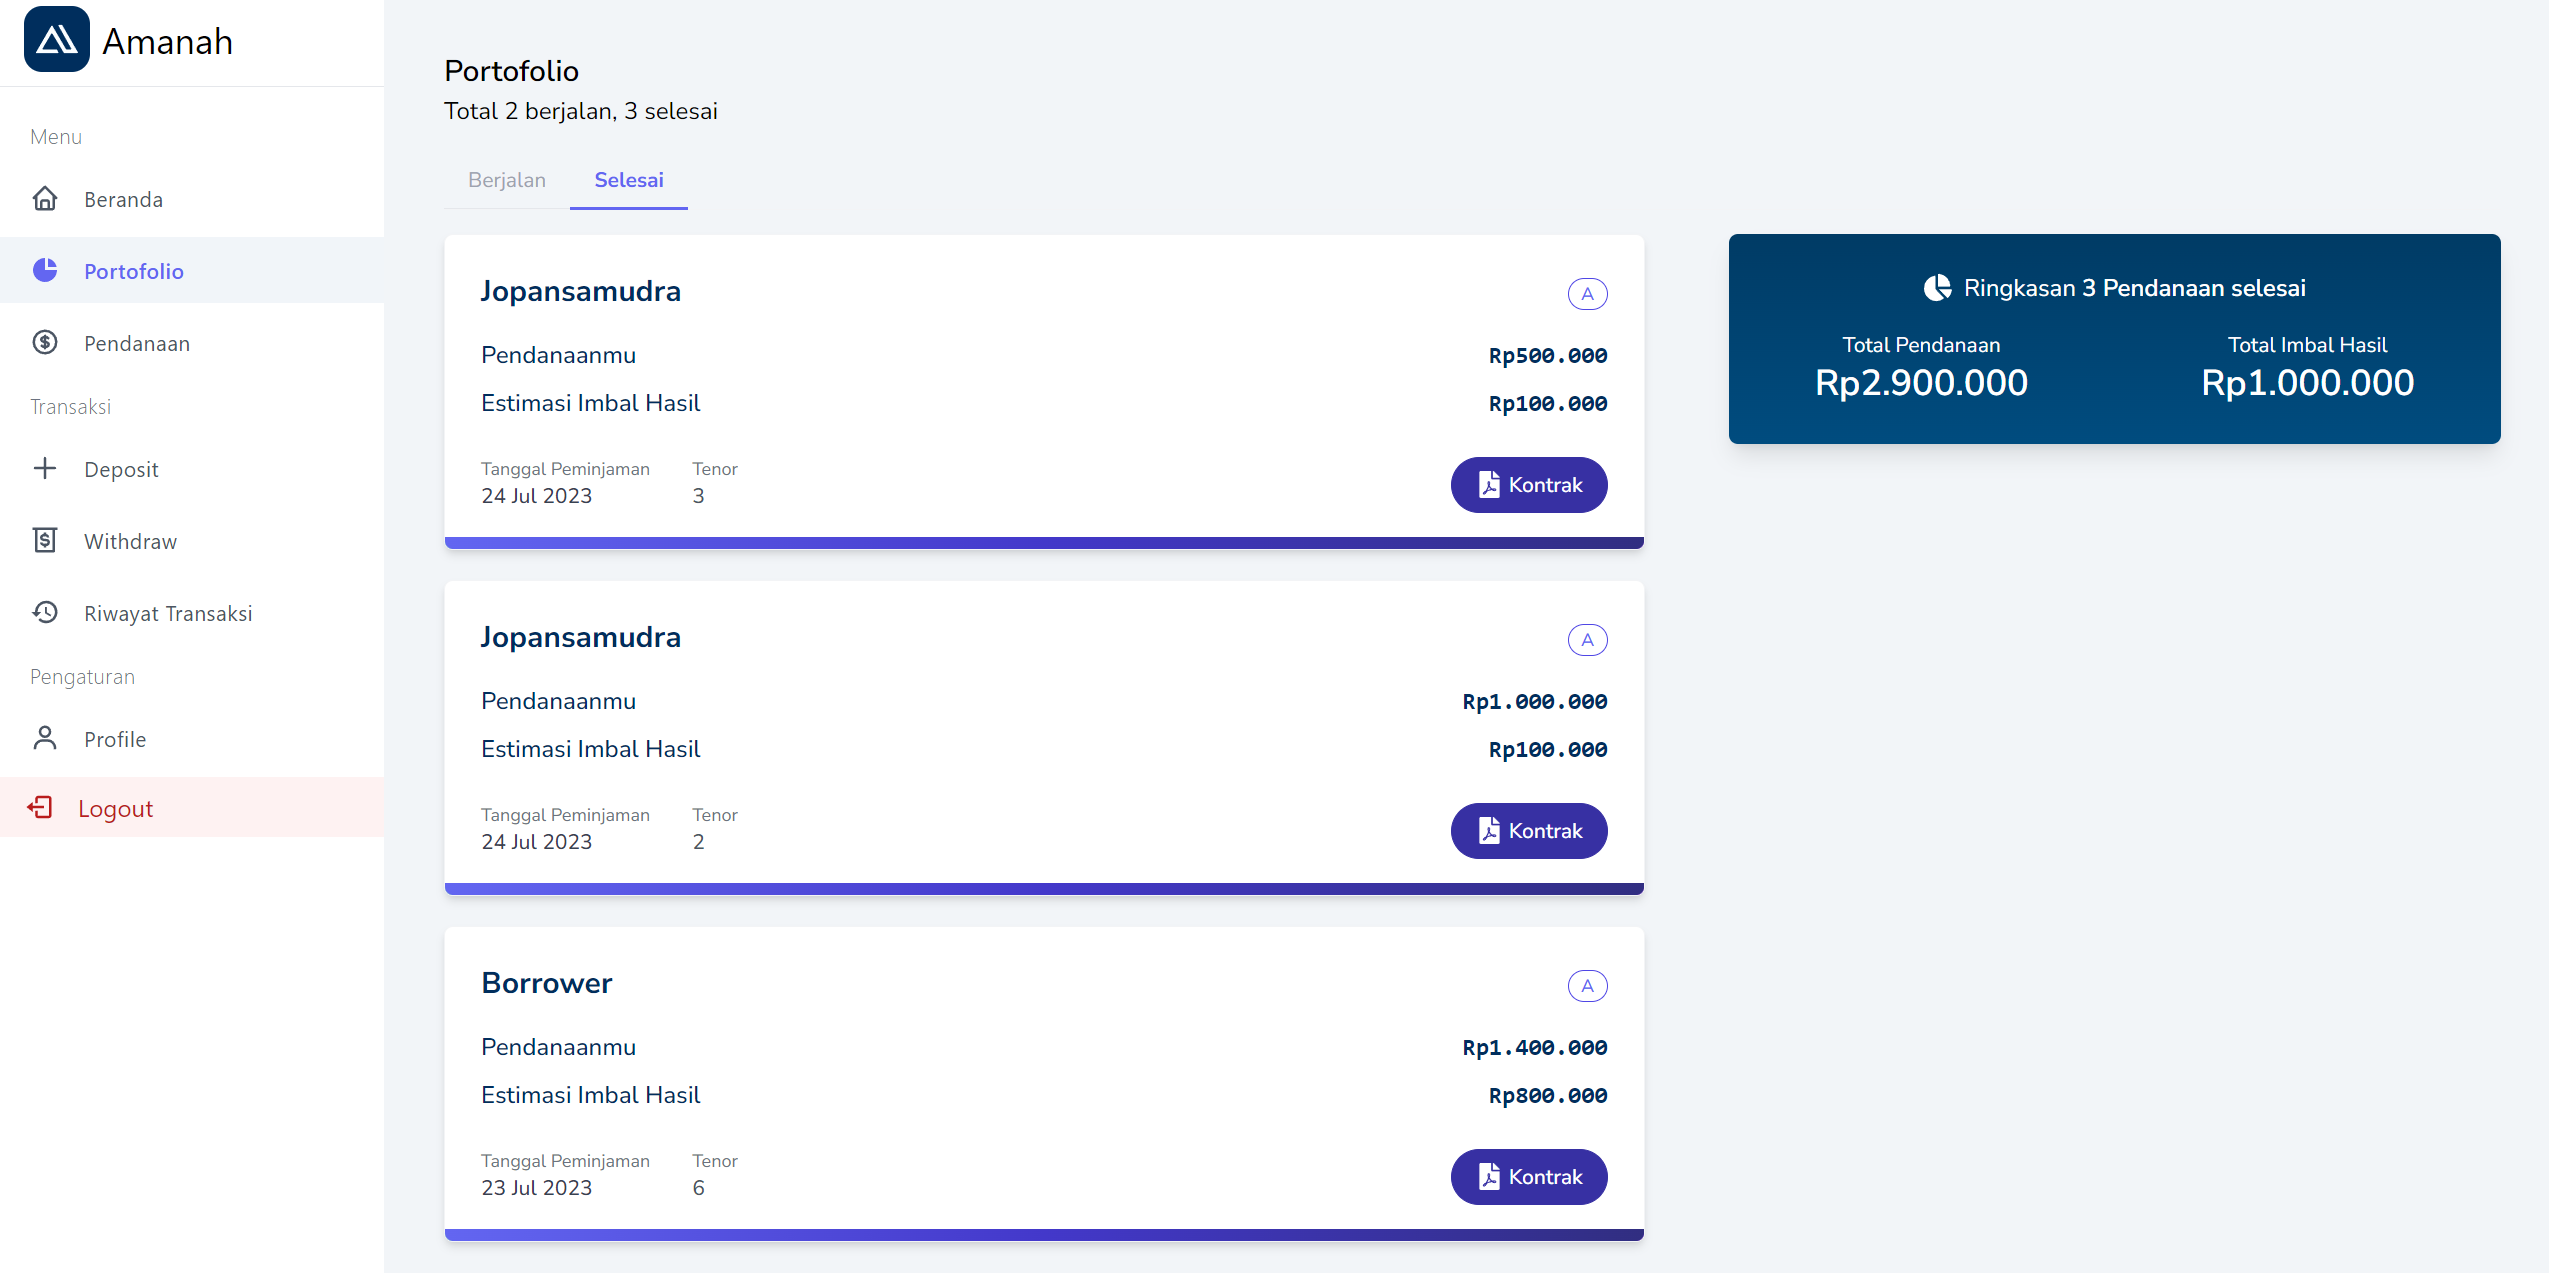 Amanah
Menu
Beranda
Portofolio
Pendanaan
Transaksi
Deposit
Withdraw
Riwayat Transaksi
Pengaturan
Profile
Logout
Portofolio
Total 2 berjalan, 3 selesai
Berjalan Selesai
Jopansamudra A
Pendanaanmu Rp500.000
Estimasi Imbal Hasil Rp100.000
Tanggal Peminjaman Tenor
24 Jul 2023 3
Kontrak
Jopansamudra A
Pendanaanmu Rp1.000.000
Estimasi Imbal Hasil Rp100.000
Tanggal Peminjaman Tenor
24 Jul 2023 2
Kontrak
Borrower A
Pendanaanmu Rp1.400.000
Estimasi Imbal Hasil Rp800.000
Tanggal Peminjaman Tenor
23 Jul 2023 6
Kontrak
Ringkasan 3 Pendanaan selesai
Total Pendanaan Total Imbal Hasil
Rp2.900.000 Rp1.000.000